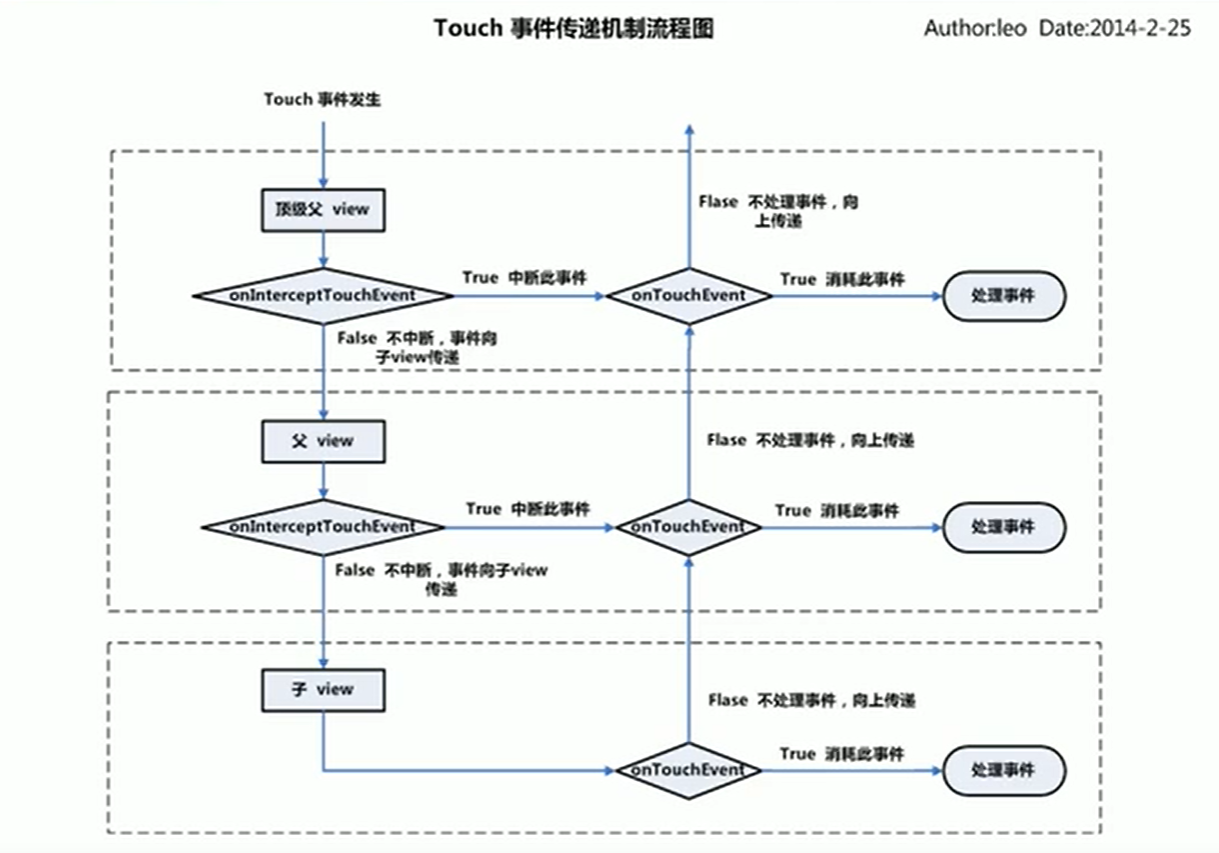 Touch 事件传递机制流程图
Author:leo Date:2014-2-25
Touch 事件发生
顶级父 view
Flase 不处理事件，向
上传递
onInterceptTouchEvent
True 中断此事件
onTouchEvent
True 消耗此事件
处理事件
False 不中断，事件向
子view传递
父 view
Flase 不处理事件，向上传递
onInterceptTouchEvent
True 中断此事件
onTouchEvent
True 消耗此事件
处理事件
False 不中断，事件向子view
传递
子 view
Flase 不处理事件，向上传递
onTouchEvent
True 消耗此事件
处理事件